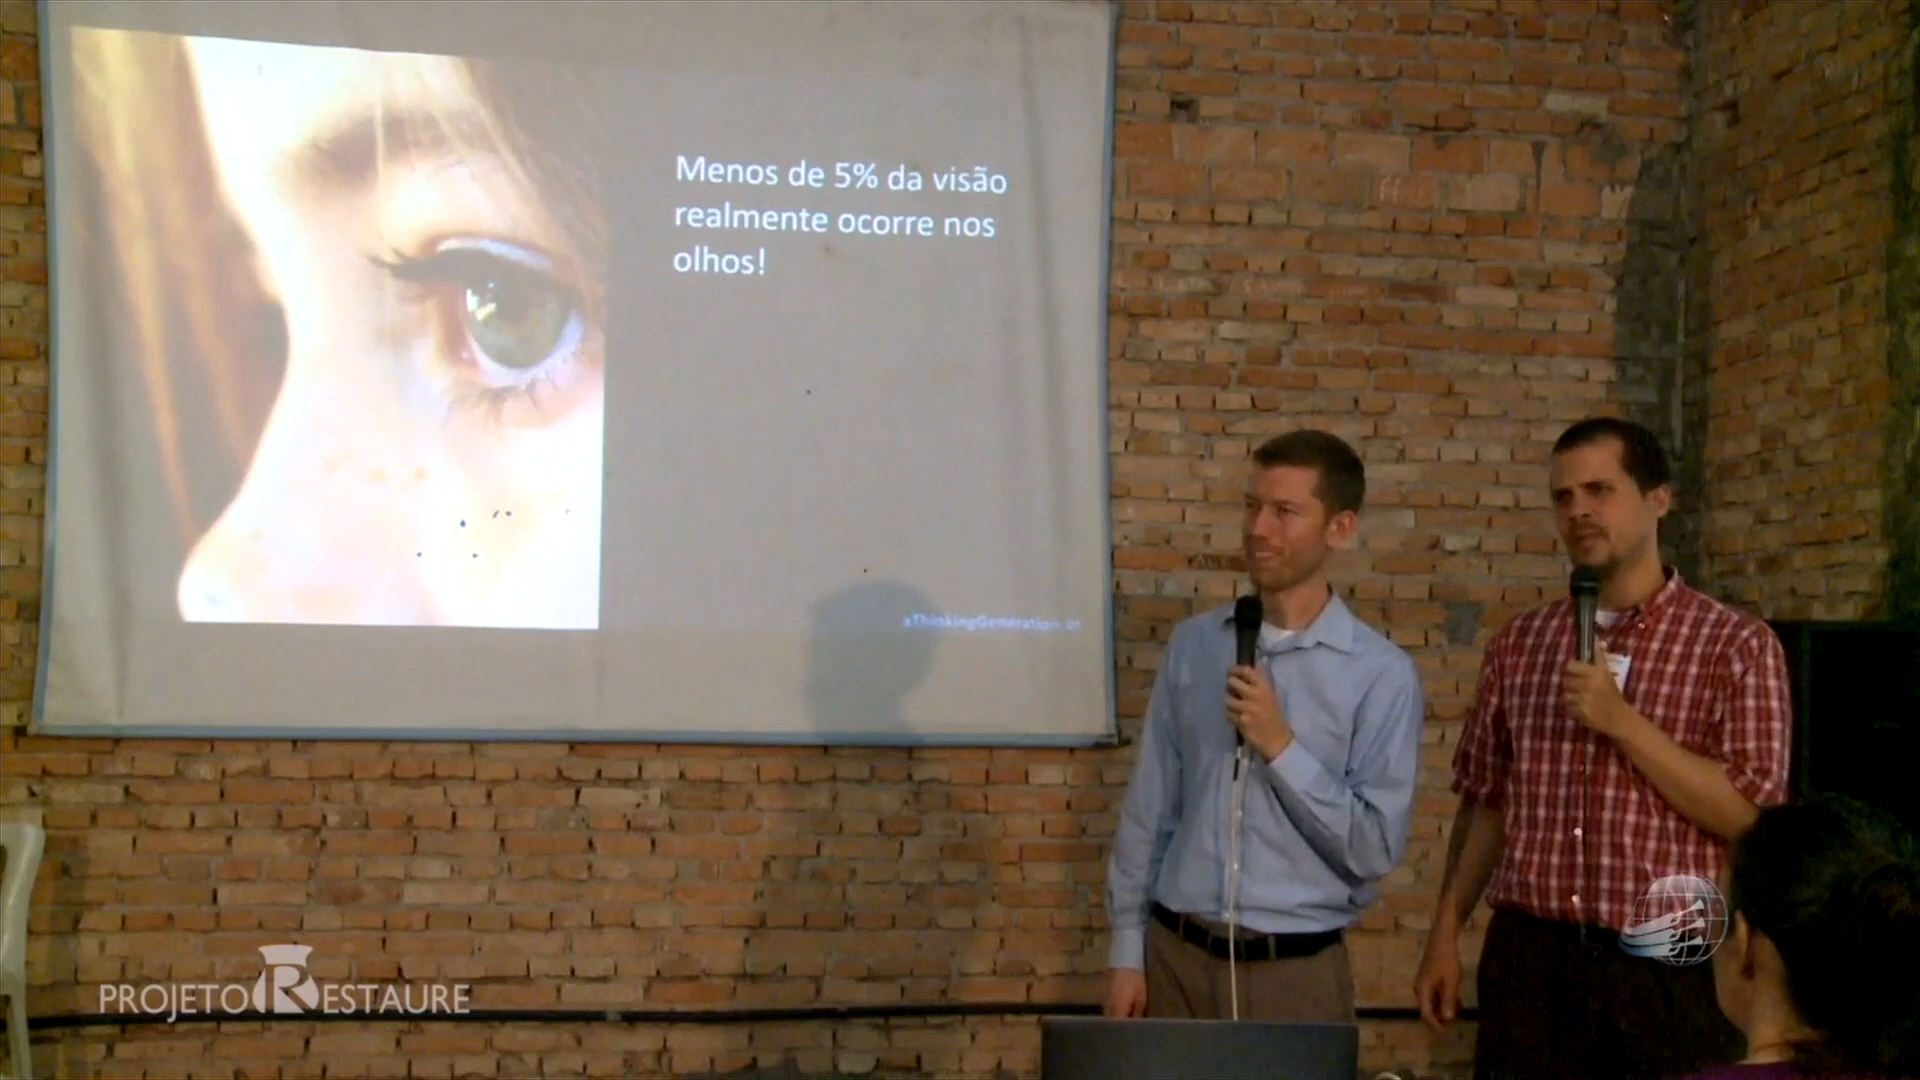 Menos de 5% da visão
realmente ocorre nos
olhos!
PROJETO RESTAURE